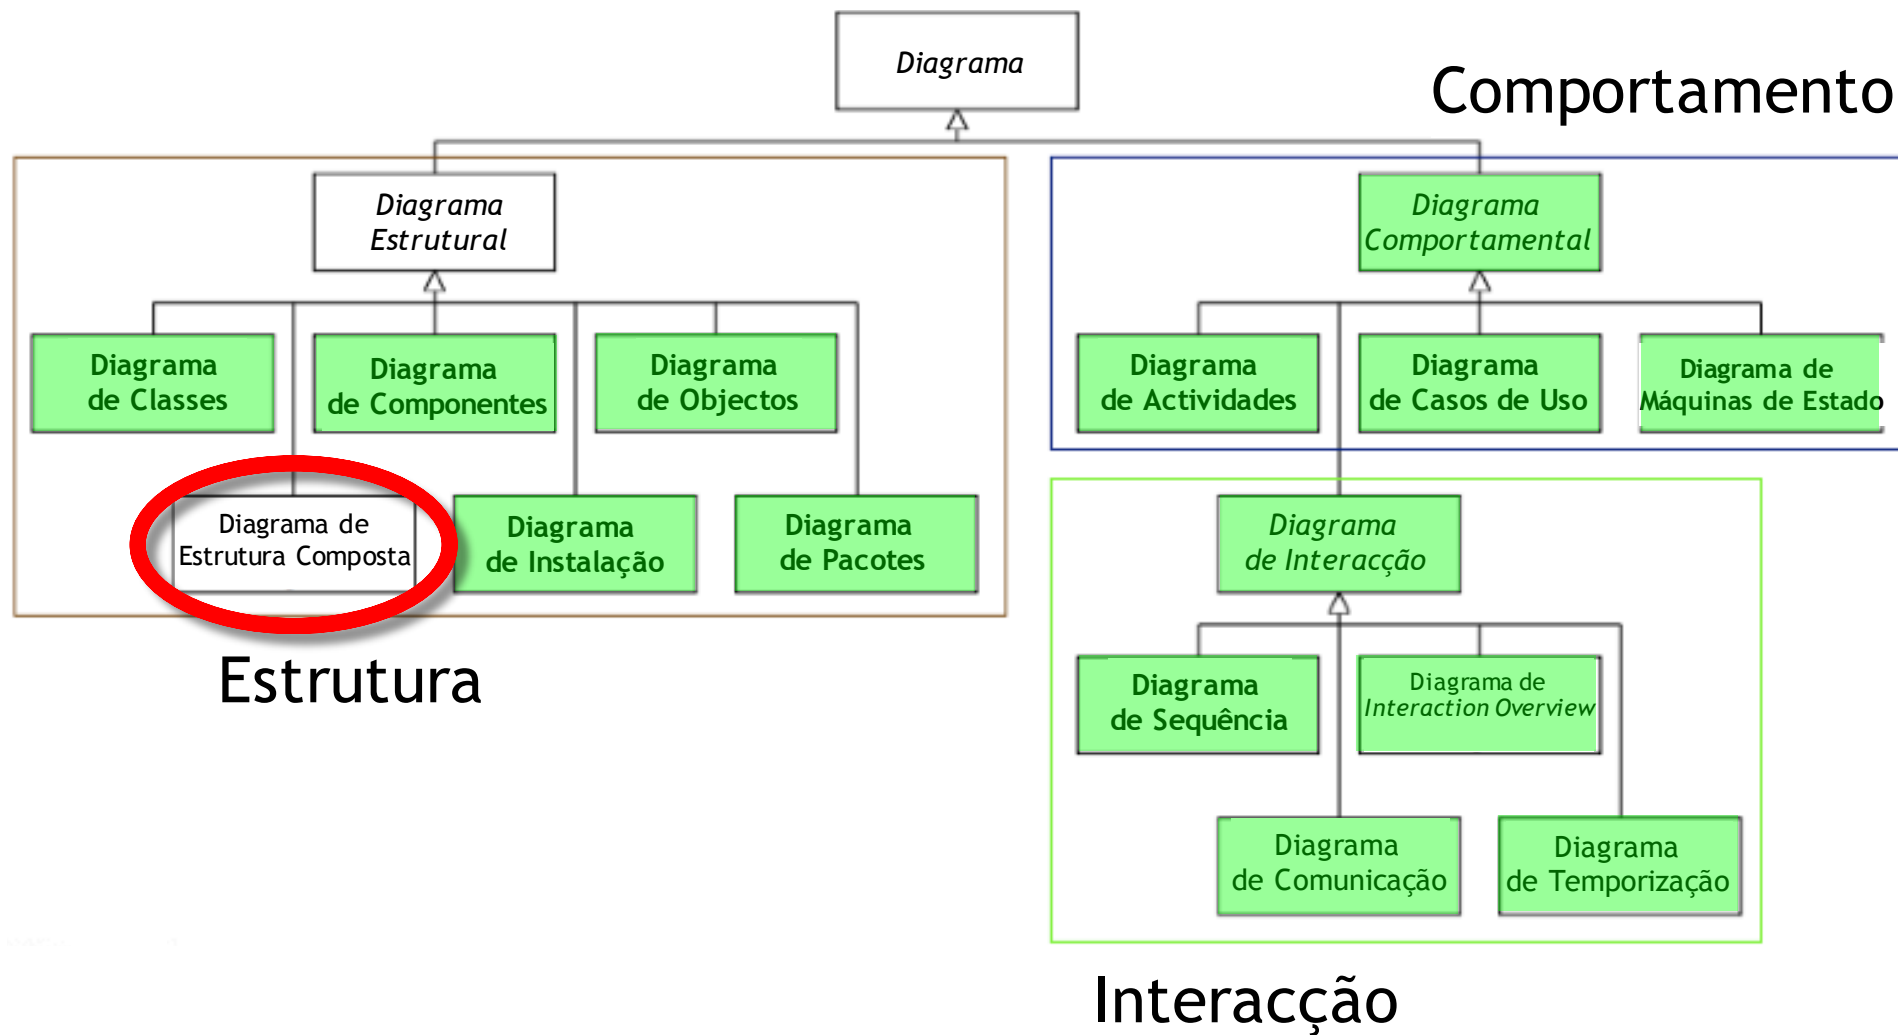 Diagrama
Comportamento
Diagrama
Estrutural
Diagrama
Comportamental
Diagrama
de Classes
Diagrama
de Componentes
Diagrama
de Objectos
Diagrama
de Actividades
Diagrama
de Casos de Uso
Diagrama de
Máquinas de Estado
Diagrama de
Estrutura Composta
Diagrama
de Instalação
Diagrama
de Pacotes
Diagrama
de Interacção
Estrutura
Diagrama
de Sequência
Diagrama de
Interaction Overview
Diagrama
de Comunicação
Diagrama
de Temporização
Interacção